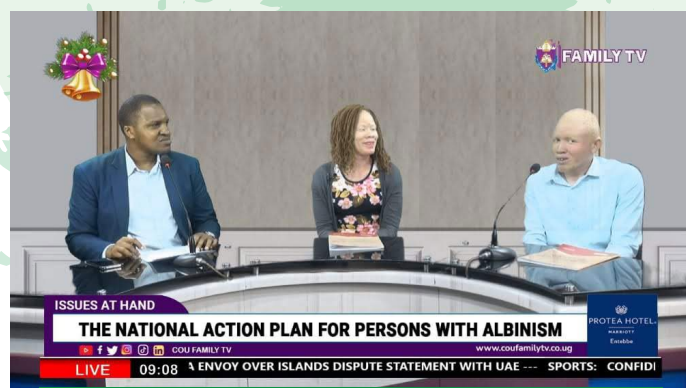 FAMILY TV
ISSUES AT HAND
THE NATIONAL ACTION PLAN FOR PERSONS WITH ALBINISM
COU FAMILY TV
www.coufamilytv.co.ug
PROTEA HOTEL.
MARRIOTT
Entebbe
LIVE 09:08 A ENVOY OVER ISLANDS DISPUTE STATEMENT WITH UAE --- SPORTS: CONFIDI